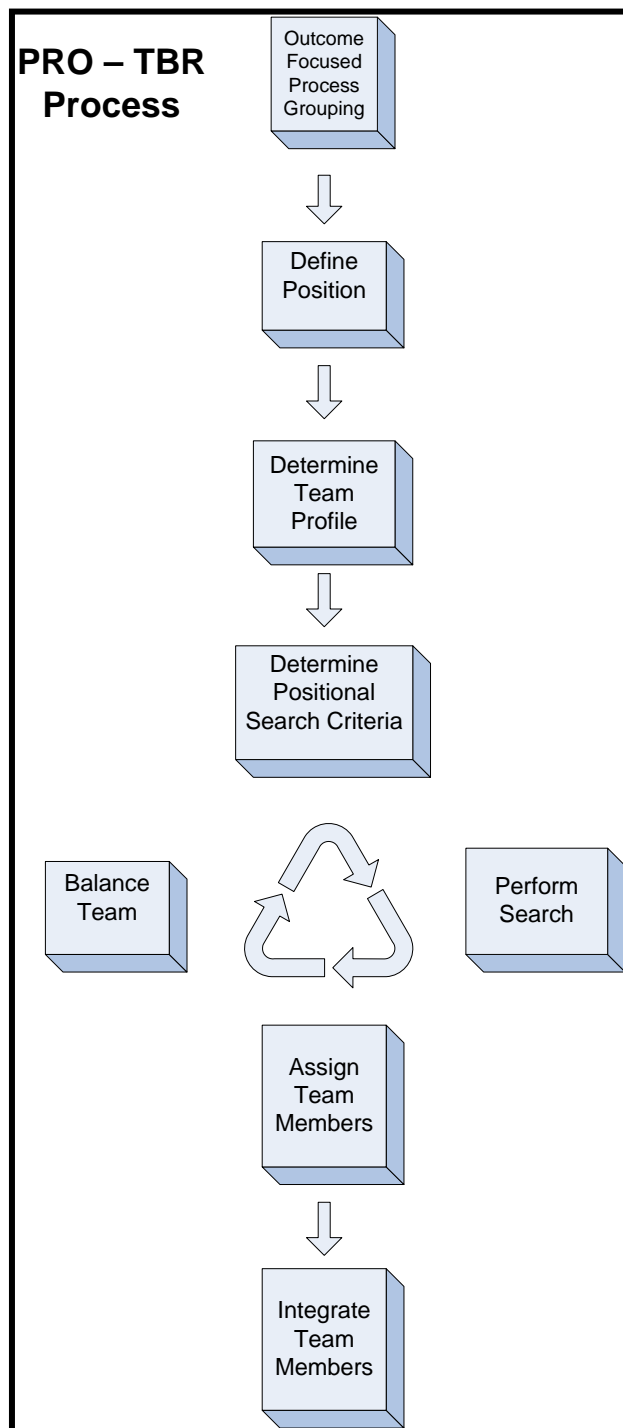 PRO – TBR
Process
Outcome
Focused
Process
Grouping
Define
Position
Determine
Team
Profile
Determine
Positional
Search Criteria
Balance
Team
Perform
Search
Assign
Team
Members
Integrate
Team
Members